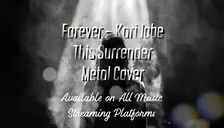 Forever - Kari Jobe
This Surrender
Metal Cover
Available on All Music
Streaming Platforms